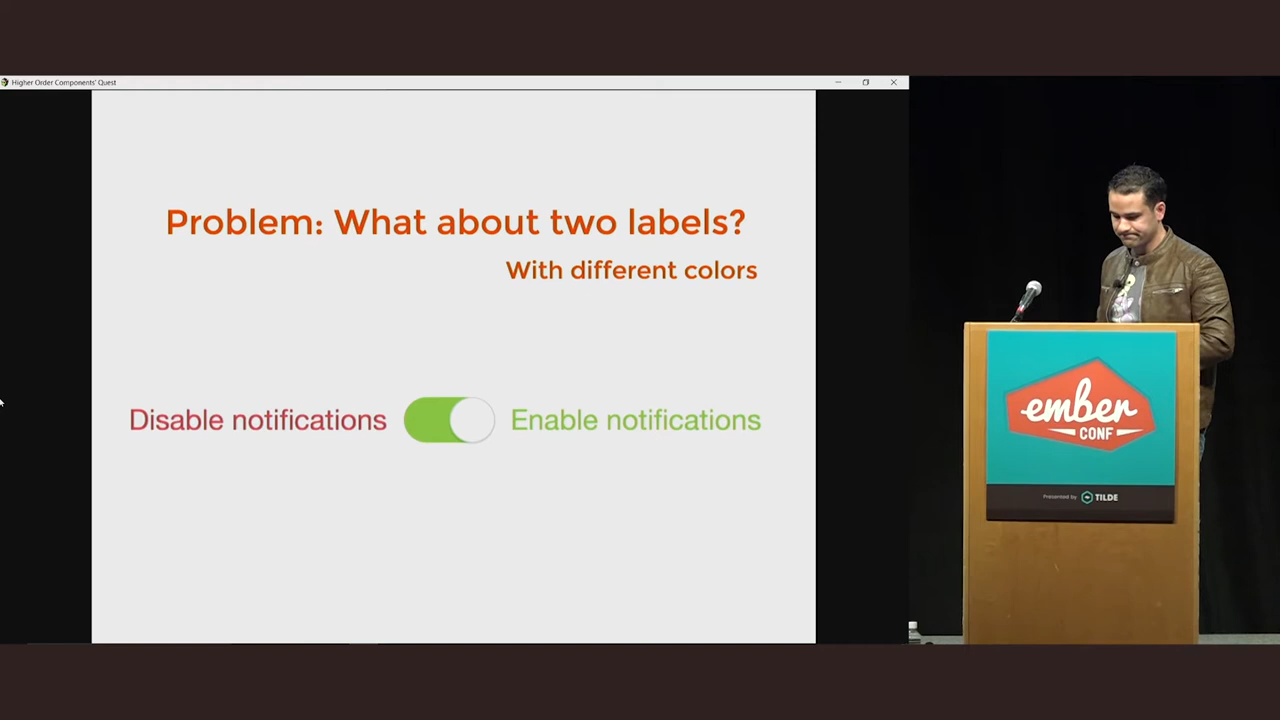 Higher Order Components' Quest
Problem: What about two labels?
With different colors
Disable notifications
Enable notifications
ember
CONF
Presented by TILDE